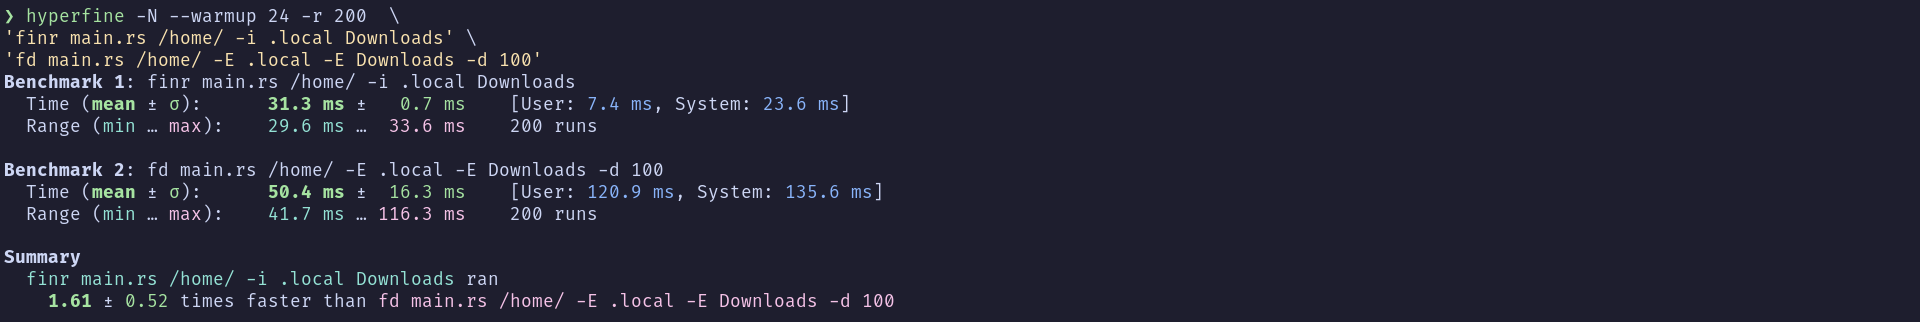 ❯ hyperfine -N --warmup 24 -r 200  \
'finr main.rs /home/ -i .local Downloads' \
'fd main.rs /home/ -E .local -E Downloads -d 100'
Benchmark 1: finr main.rs /home/ -i .local Downloads
  Time (mean ± σ):      31.3 ms ±   0.7 ms    [User: 7.4 ms, System: 23.6 ms]
  Range (min … max):    29.6 ms …  33.6 ms    200 runs

Benchmark 2: fd main.rs /home/ -E .local -E Downloads -d 100
  Time (mean ± σ):      50.4 ms ±  16.3 ms    [User: 120.9 ms, System: 135.6 ms]
  Range (min … max):    41.7 ms … 116.3 ms    200 runs

Summary
  finr main.rs /home/ -i .local Downloads ran
    1.61 ± 0.52 times faster than fd main.rs /home/ -E .local -E Downloads -d 100